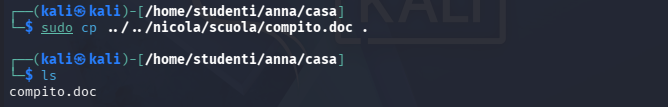 ┌──(kali㉿kali)-[/home/studenti/anna/casa]
└─$ sudo cp ../../nicola/scuola/compito.doc .
┌──(kali㉿kali)-[/home/studenti/anna/casa]
└─$ ls
compito.doc
KALI